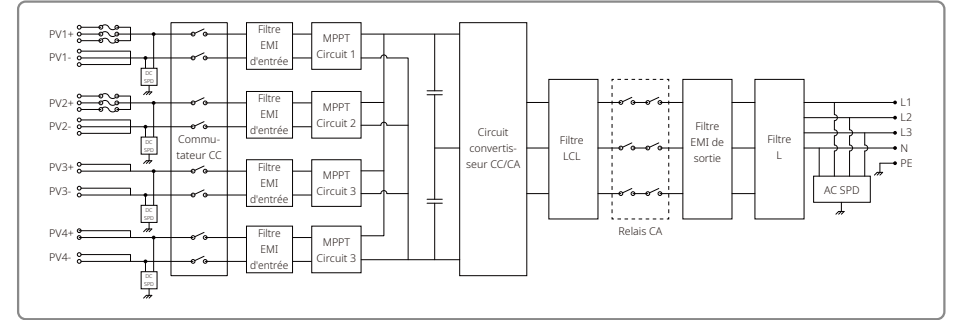 PV1+
PV1-
DC
SPD
Filtre
EMI
d'entrée
MPPT
Circuit 1
PV2+
PV2-
DC
SPD
Commu-
tateur CC
Filtre
EMI
d'entrée
MPPT
Circuit 2
PV3+
PV3-
DC
SPD
Filtre
EMI
d'entrée
MPPT
Circuit 3
PV4+
PV4-
DC
SPD
Filtre
EMI
d'entrée
MPPT
Circuit 3
Circuit
convertis-
seur CC/CA
Filtre
LCL
Relais CA
Filtre
EMI de
sortie
Filtre
L
L1
L2
L3
N
PE
AC SPD